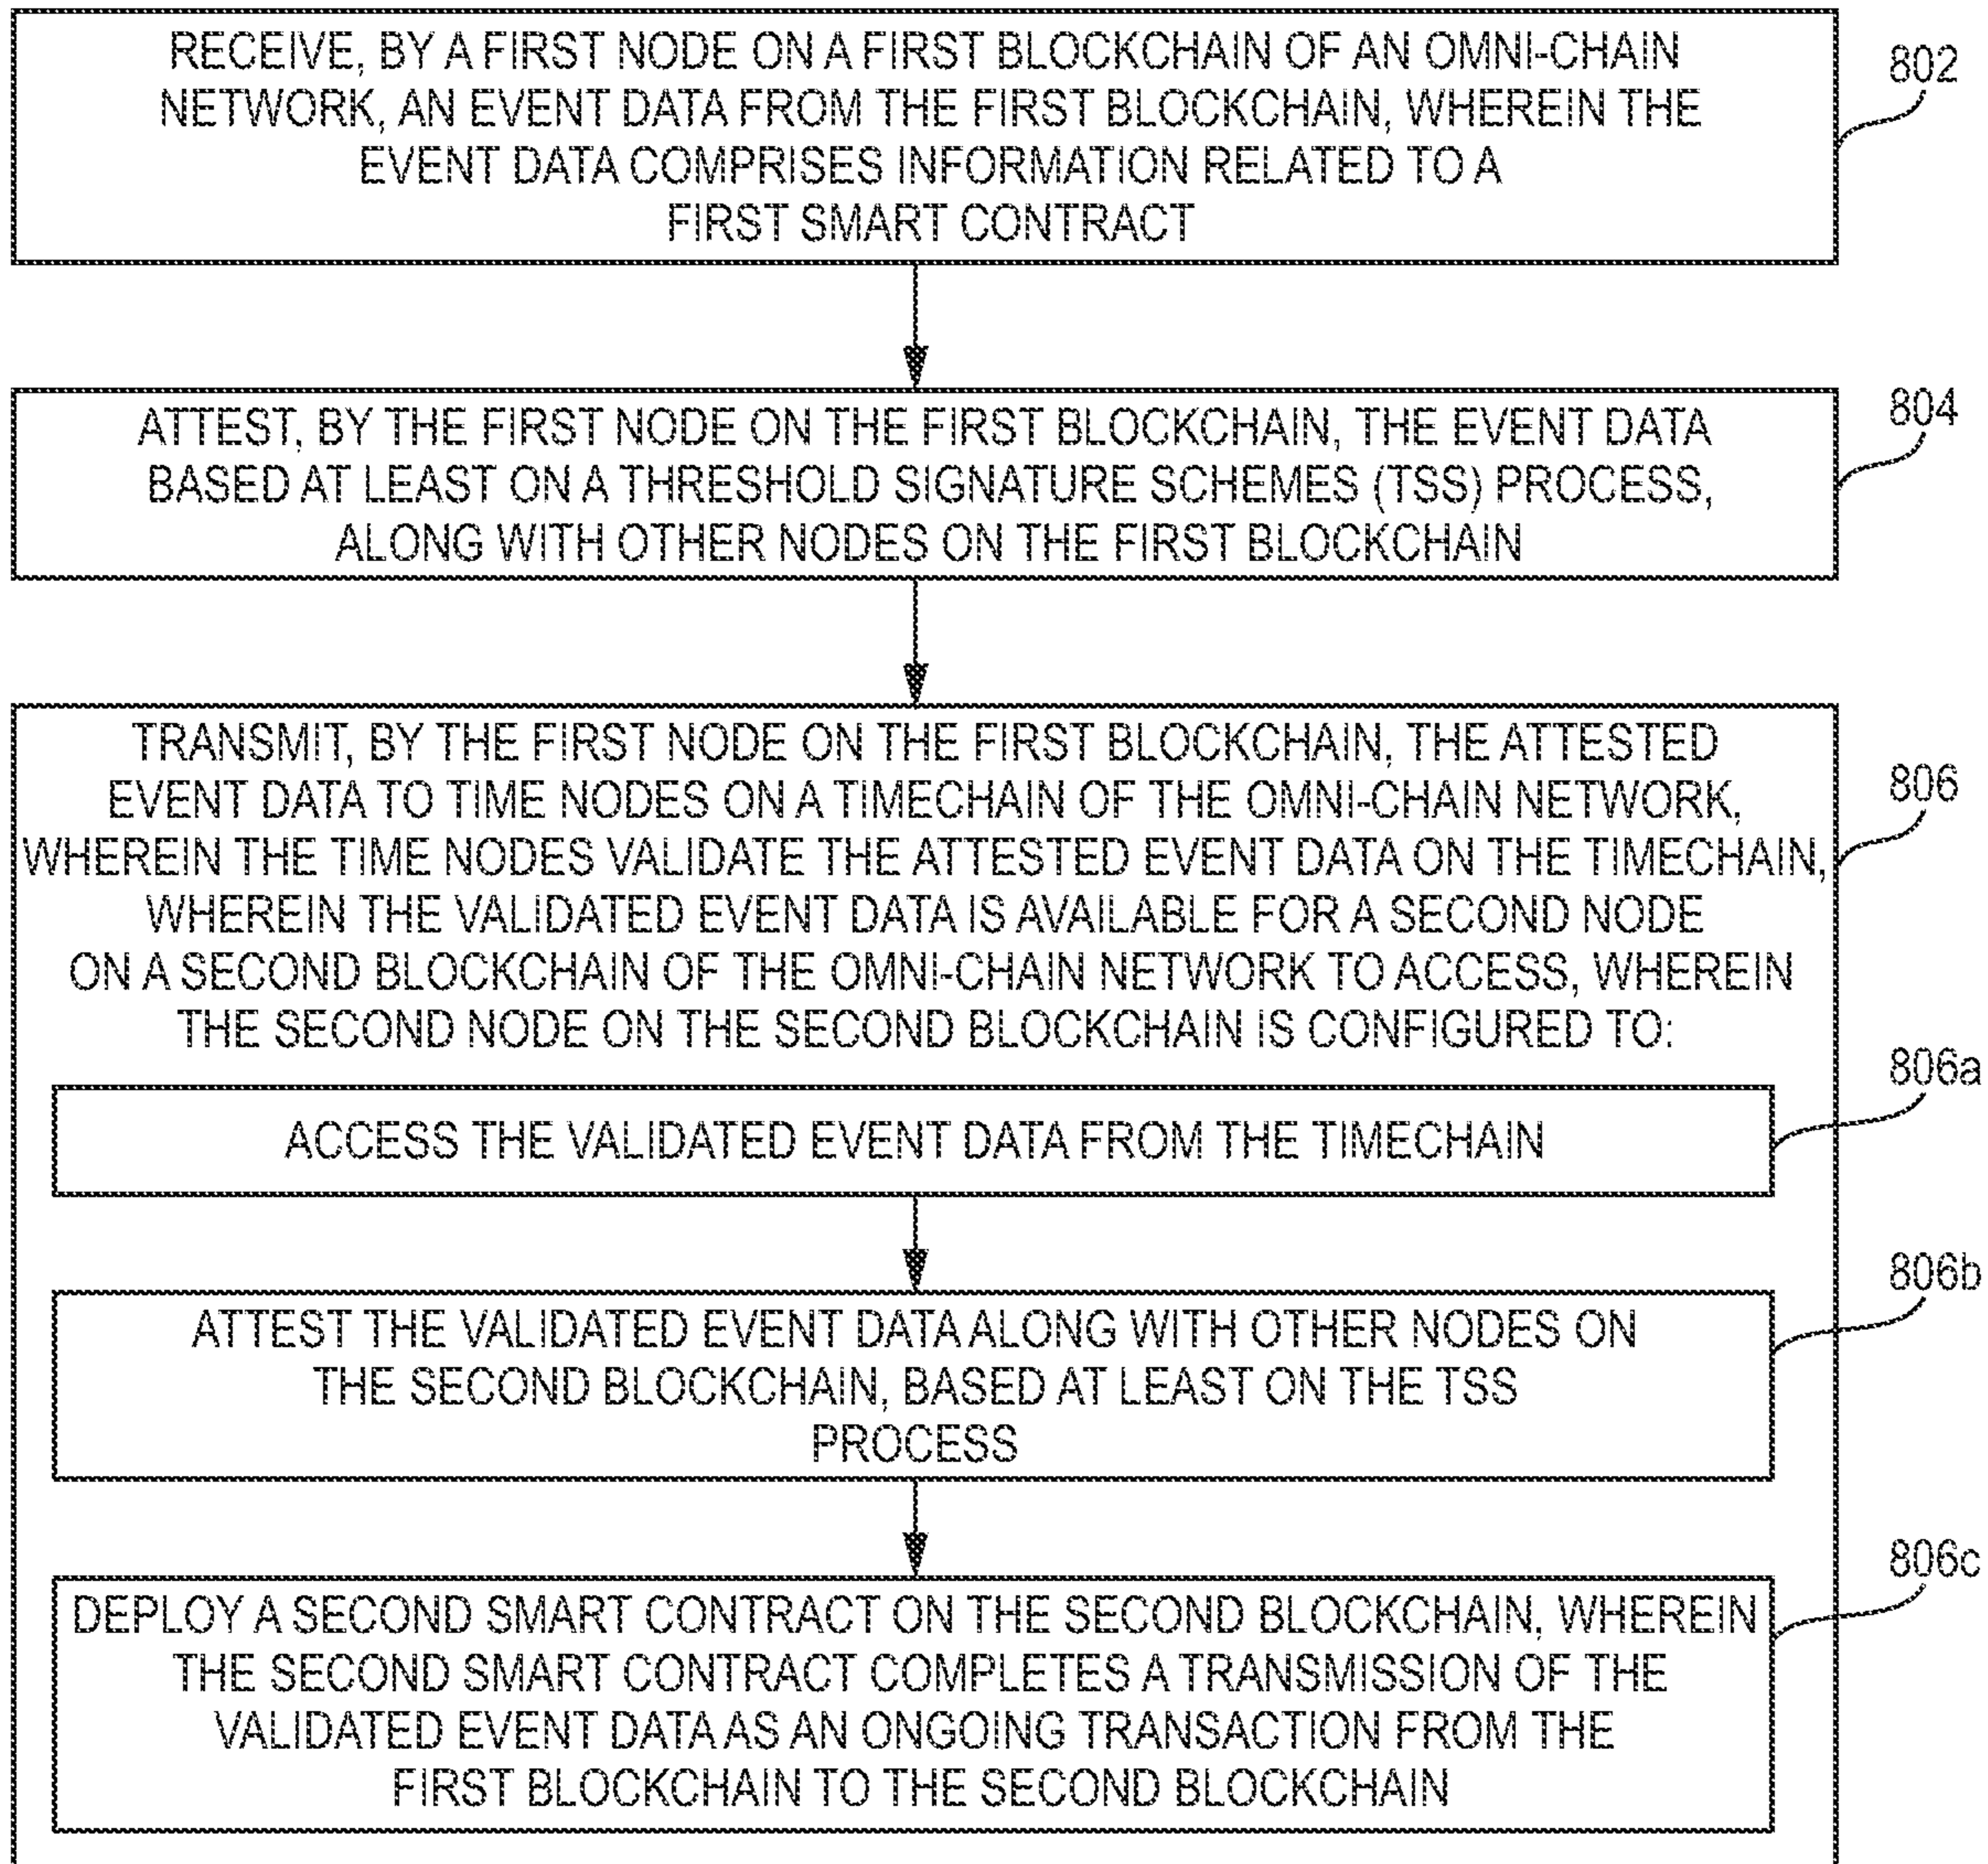 RECEIVE, BY A FIRST NODE ON A FIRST BLOCKCHAIN OF AN OMNI-CHAIN
NETWORK, AN EVENT DATA FROM THE FIRST BLOCKCHAIN, WHEREIN THE
EVENT DATA COMPRISES INFORMATION RELATED TO A
FIRST SMART CONTRACT
802
ATTEST, BY THE FIRST NODE ON THE FIRST BLOCKCHAIN, THE EVENT DATA
BASED AT LEAST ON A THRESHOLD SIGNATURE SCHEMES (TSS) PROCESS,
ALONG WITH OTHER NODES ON THE FIRST BLOCKCHAIN
804
TRANSMIT, BY THE FIRST NODE ON THE FIRST BLOCKCHAIN, THE ATTESTED
EVENT DATA TO TIME NODES ON A TIMECHAIN OF THE OMNI-CHAIN NETWORK,
WHEREIN THE TIME NODES VALIDATE THE ATTESTED EVENT DATA ON THE TIMECHAIN,
WHEREIN THE VALIDATED EVENT DATA IS AVAILABLE FOR A SECOND NODE
ON A SECOND BLOCKCHAIN OF THE OMNI-CHAIN NETWORK TO ACCESS, WHEREIN
THE SECOND NODE ON THE SECOND BLOCKCHAIN IS CONFIGURED TO:
806
ACCESS THE VALIDATED EVENT DATA FROM THE TIMECHAIN
806a
ATTEST THE VALIDATED EVENT DATA ALONG WITH OTHER NODES ON
THE SECOND BLOCKCHAIN, BASED AT LEAST ON THE TSS
PROCESS
806b
DEPLOY A SECOND SMART CONTRACT ON THE SECOND BLOCKCHAIN, WHEREIN
THE SECOND SMART CONTRACT COMPLETES A TRANSMISSION OF THE
VALIDATED EVENT DATA AS AN ONGOING TRANSACTION FROM THE
FIRST BLOCKCHAIN TO THE SECOND BLOCKCHAIN
806c